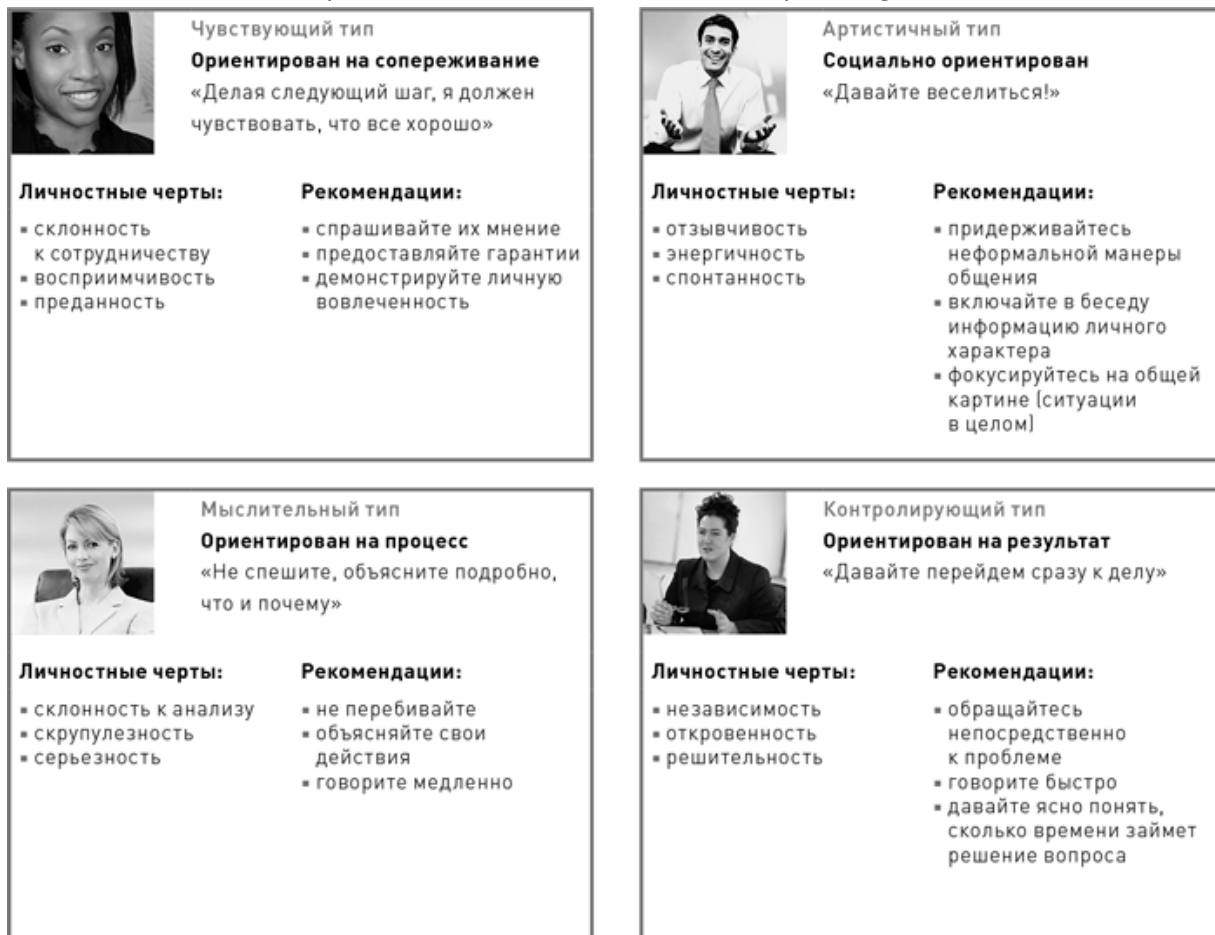 Чувствующий тип
Ориентирован на сопереживание
«Делая следующий шаг, я должен
чувствовать, что все хорошо»
Личностные черты:
▪ склонность
к сотрудничеству
▪ восприимчивость
▪ преданность
Рекомендации:
▪ спрашивайте их мнение
▪ предоставляйте гарантии
▪ демонстрируйте личную
вовлеченность
Артистичный тип
Социально ориентирован
«Давайте веселиться!»
Личностные черты:
▪ отзывчивость
▪ энергичность
▪ спонтанность
Рекомендации:
▪ придерживайтесь
неформальной манеры
общения
▪ включайте в беседу
информацию личного
характера
▪ фокусируйтесь на общей
картине (ситуации
в целом)
Мыслительный тип
Ориентирован на процесс
«Не спешите, объясните подробно,
что и почему»
Личностные черты:
▪ склонность к анализу
▪ скрупулезность
▪ серьезность
Рекомендации:
▪ не перебивайте
▪ объясняйте свои
действия
▪ говорите медленно
Контролирующий тип
Ориентирован на результат
«Давайте перейдем сразу к делу»
Личностные черты:
▪ независимость
▪ откровенность
▪ решительность
Рекомендации:
▪ обращайтесь
непосредственно
к проблеме
▪ говорите быстро
▪ давайте ясно понять,
сколько времени займет
решение вопроса